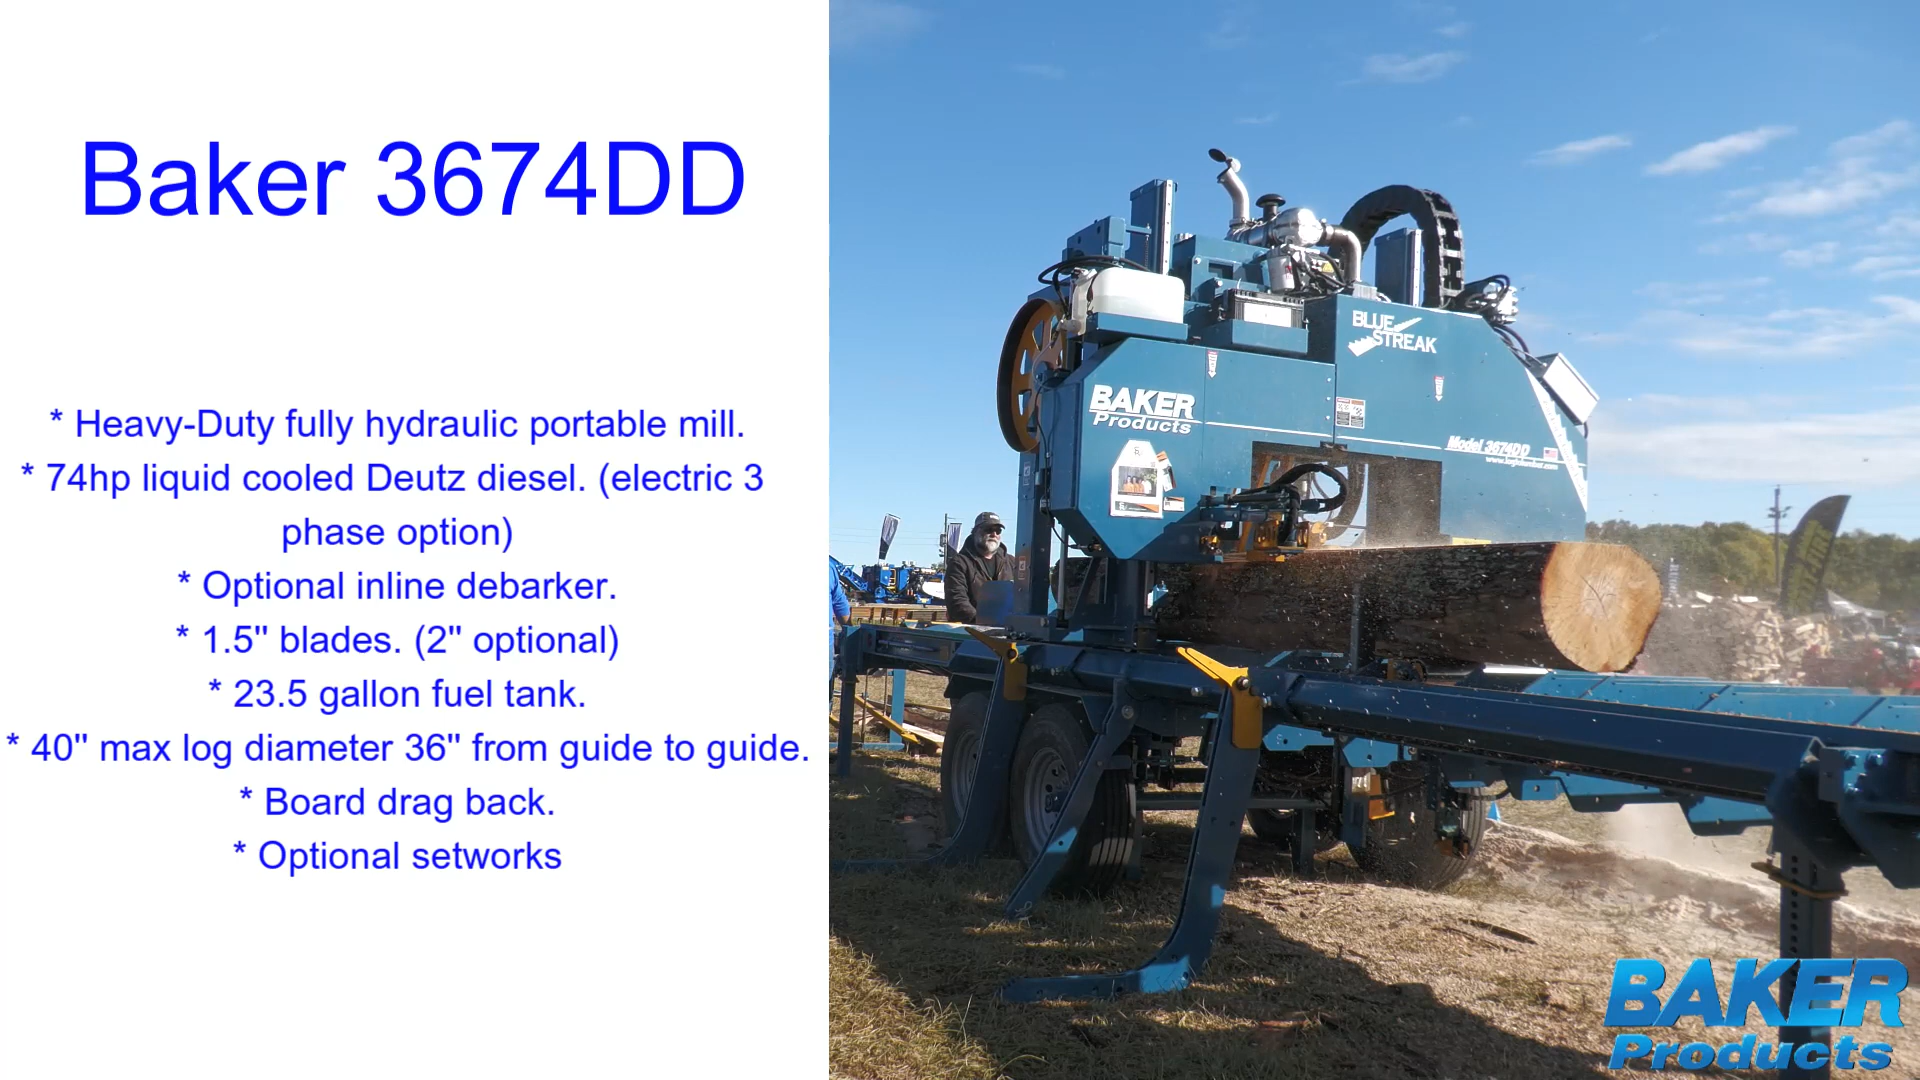 Baker 3674DD
* Heavy-Duty fully hydraulic portable mill.
* 74hp liquid cooled Deutz diesel. (electric 3
phase option)
* Optional inline debarker.
* 1.5" blades. (2" optional)
* 23.5 gallon fuel tank.
* 40" max log diameter 36" from guide to guide.
* Board drag back.
* Optional setworks
BLUE
STREAK
BAKER
Products
Model 3674DD
BAKER
Products